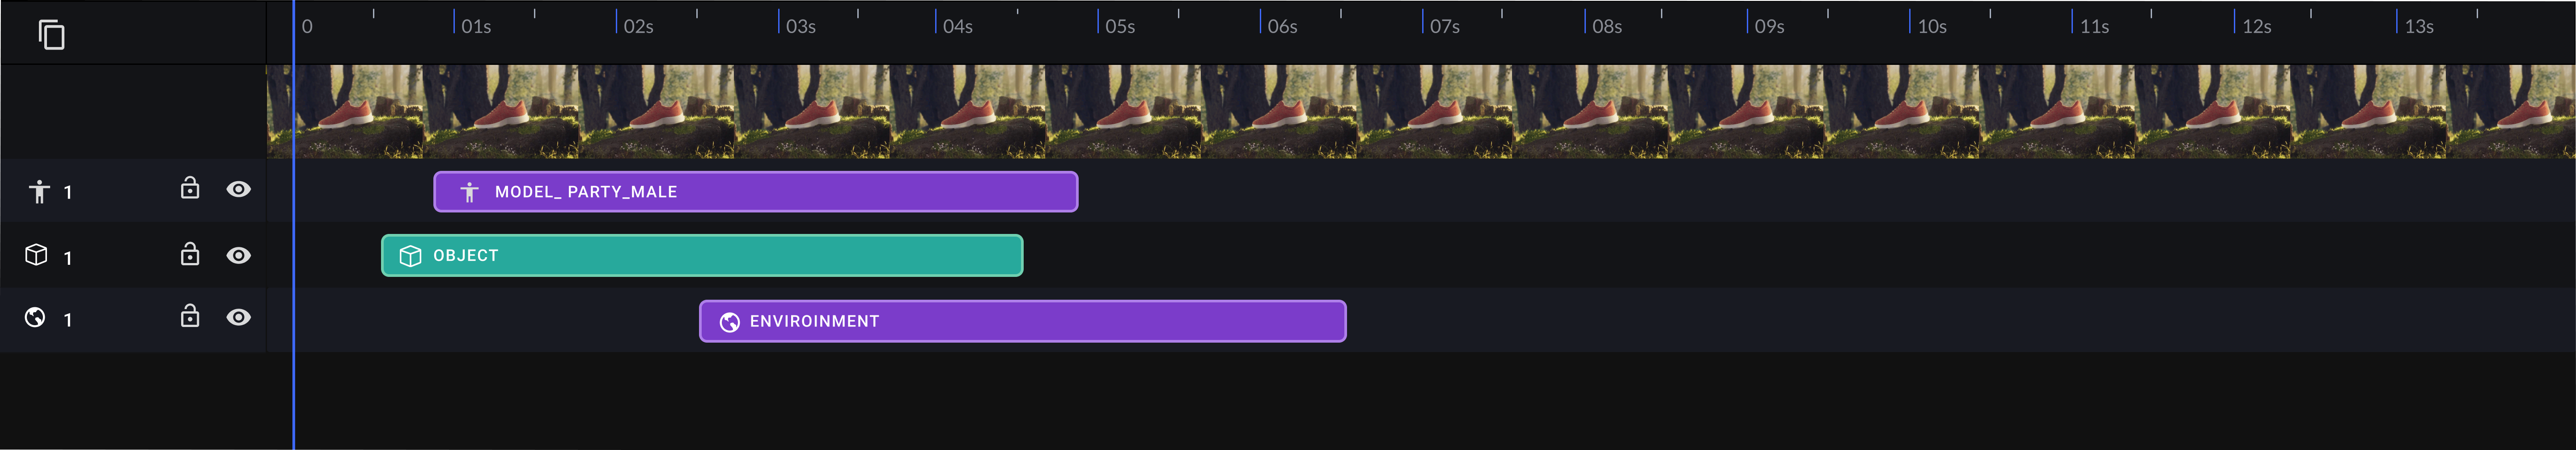 0 01s 02s 03s 04s 05s 06s 07s 08s 09s 10s 11s 12s 13s
1 MODEL_ PARTY_MALE
1 OBJECT
1 ENVIROINMENT